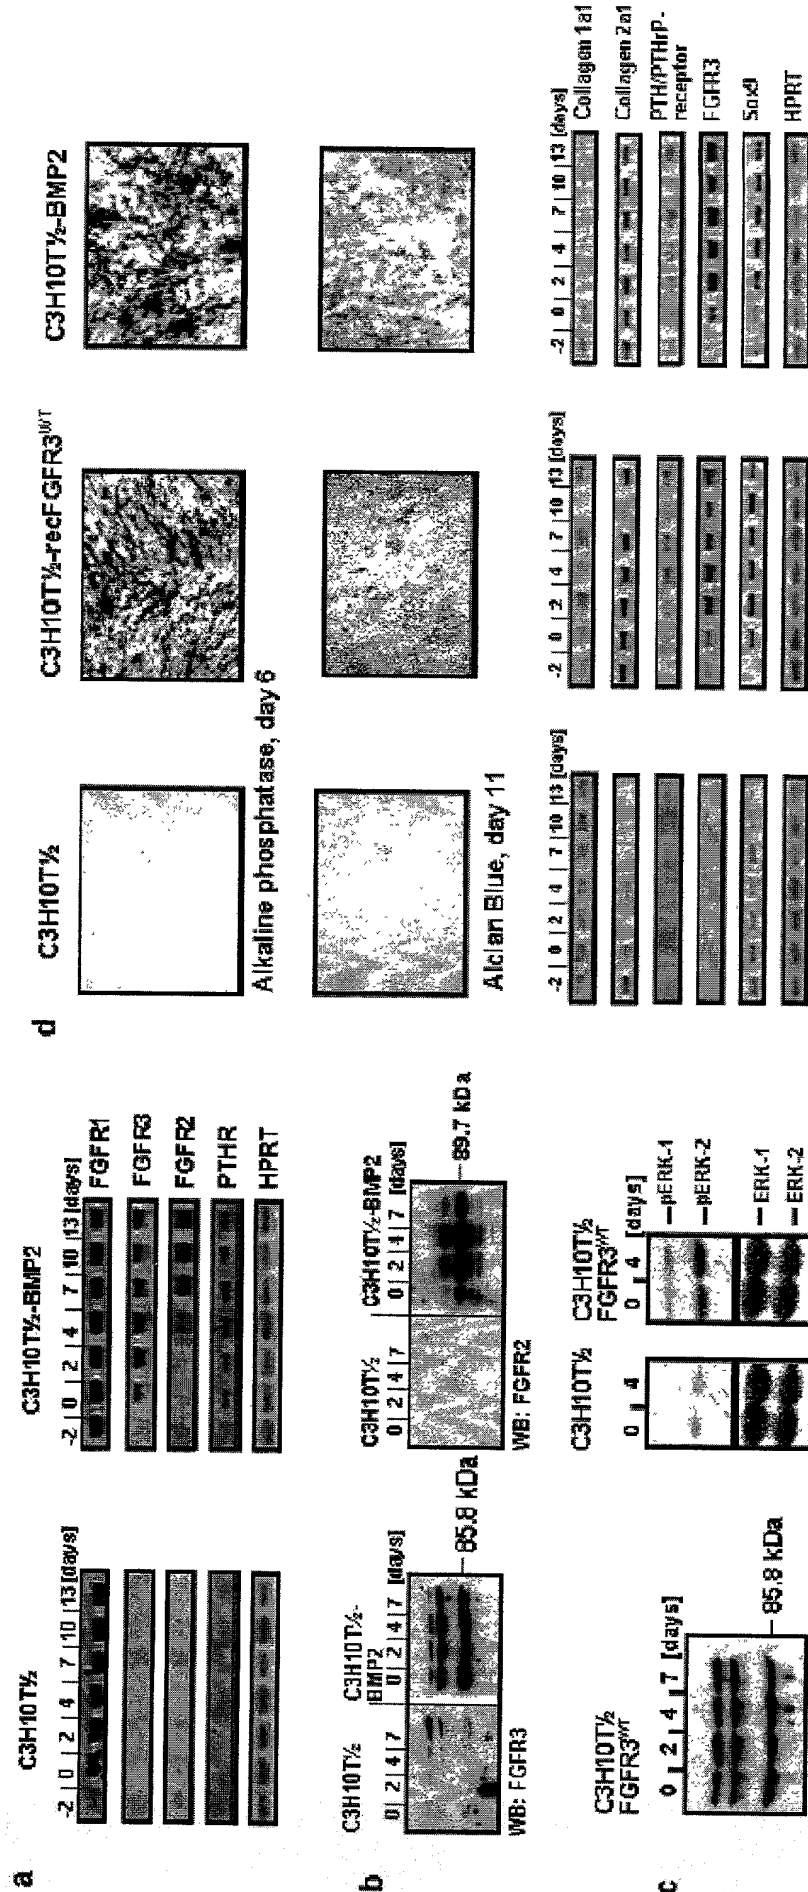 a
C3H10T½
C3H10T½-BMP2
-2 | 0 | 2 | 4 | 7 | 10 | 13 [days]
-2 | 0 | 2 | 4 | 7 | 10 | 13 [days]
FGFR1
FGFR3
FGFR2
PTHR
HPRT
b
C3H10T½
C3H10T½-BMP2
0 | 2 | 4 | 7
0 | 2 | 4 | 7 [days]
85.8 kDa
WB: FGFR3
C3H10T½
C3H10T½-BMP2
0 | 2 | 4 | 7
0 | 2 | 4 | 7 [days]
89.7 kDa
WB: FGFR2
c
C3H10T½
FGFR3WT
0 | 2 | 4 | 7 [days]
85.8 kDa
C3H10T½
C3H10T½
FGFR3WT
0 | 4
0 | 4 [days]
pERK-1
pERK-2
ERK-1
ERK-2
d
C3H10T½
C3H10T½-recFGFR3WT
C3H10T½-BMP2
Alkaline phosphatase, day 6
Alcian Blue, day 11
-2 | 0 | 2 | 4 | 7 | 10 | 13 [days]
-2 | 0 | 2 | 4 | 7 | 10 | 13 [days]
-2 | 0 | 2 | 4 | 7 | 10 | 13 [days]
Collagen 1a1
Collagen 2a1
PTH/PTHrP-
receptor
FGFR3
Sox9
HPRT